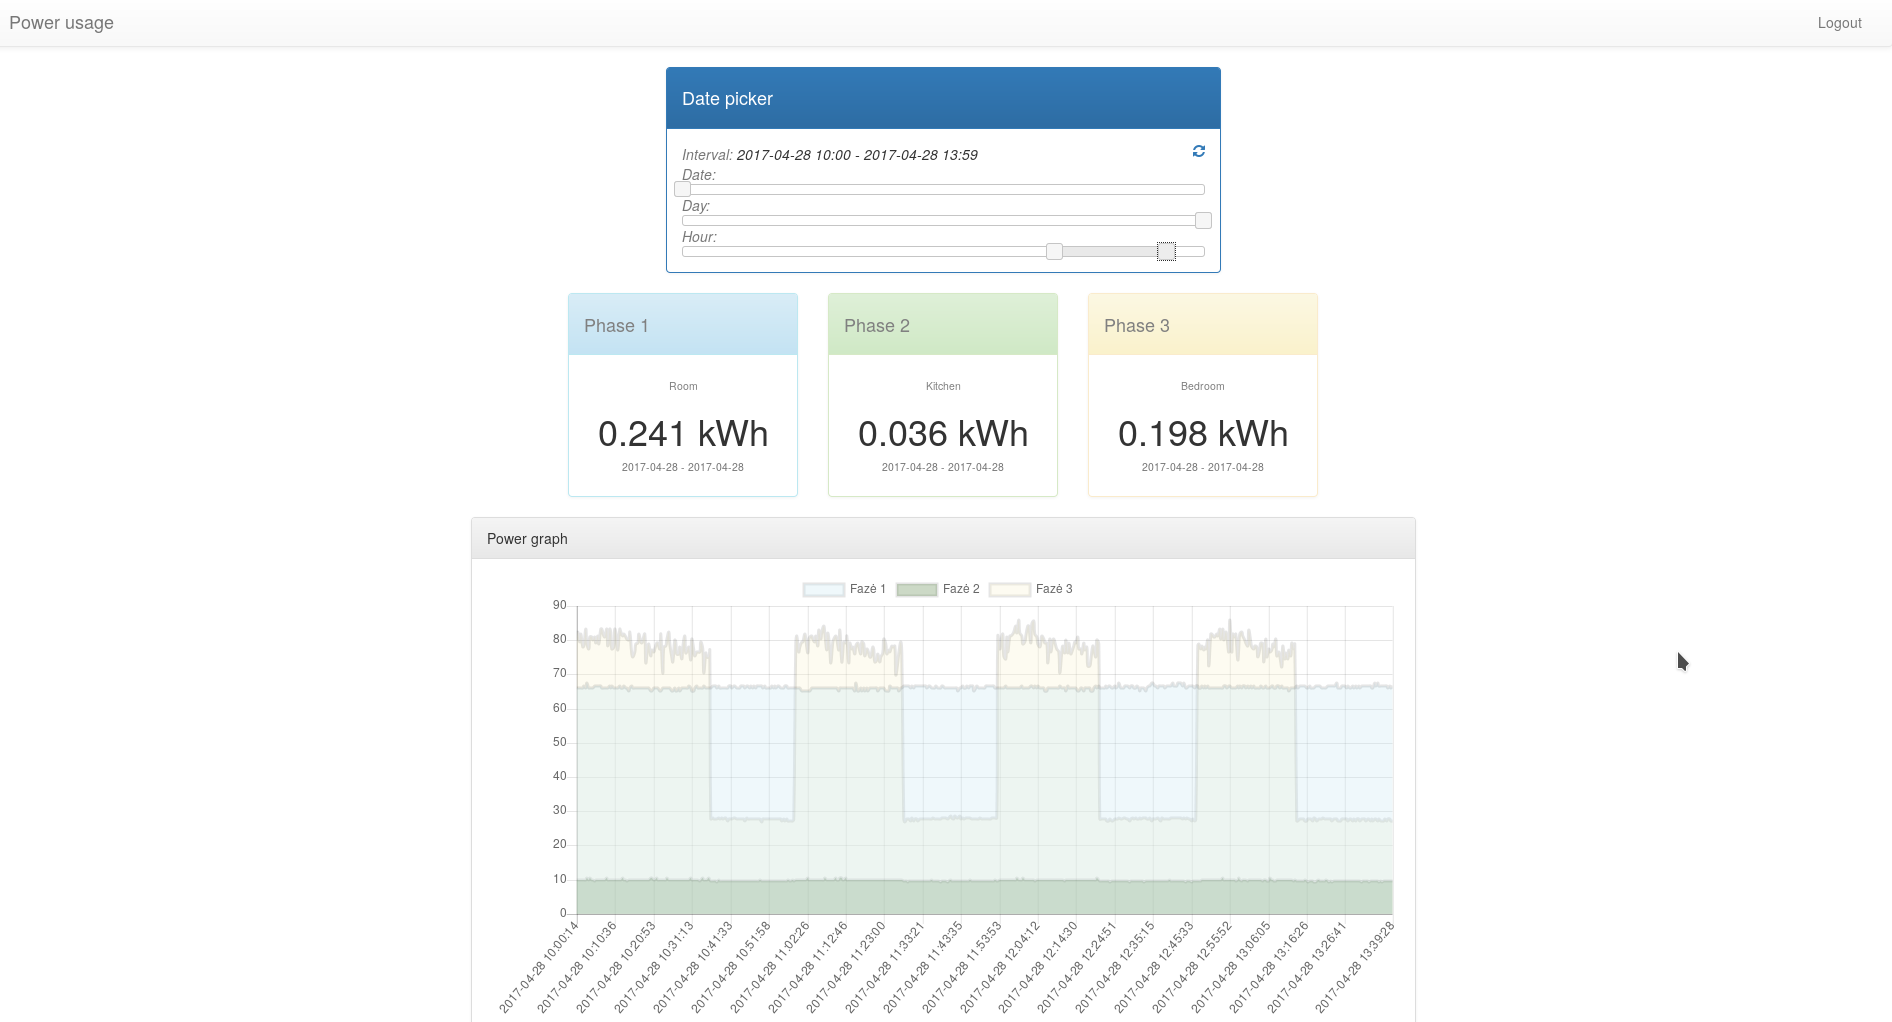 Power usage
Logout
Date picker
Interval: 2017-04-28 10:00 - 2017-04-28 13:59
Date:
Day:
Hour:
Phase 1
Phase 2
Phase 3
Room
Kitchen
Bedroom
0.241 kWh
0.036 kWh
0.198 kWh
2017-04-28 - 2017-04-28
2017-04-28 - 2017-04-28
2017-04-28 - 2017-04-28
Power graph
Fazė 1
Fazė 2
Fazė 3
90
80
70
60
50
40
30
20
10
0
2017-04-28 10:00:14
2017-04-28 10:10:36
2017-04-28 10:20:53
2017-04-28 10:31:13
2017-04-28 10:41:33
2017-04-28 10:51:58
2017-04-28 11:02:26
2017-04-28 11:12:46
2017-04-28 11:23:00
2017-04-28 11:33:21
2017-04-28 11:43:35
2017-04-28 11:53:53
2017-04-28 12:04:12
2017-04-28 12:14:30
2017-04-28 12:24:51
2017-04-28 12:35:15
2017-04-28 12:45:33
2017-04-28 12:55:52
2017-04-28 13:06:05
2017-04-28 13:16:26
2017-04-28 13:26:41
2017-04-28 13:39:28